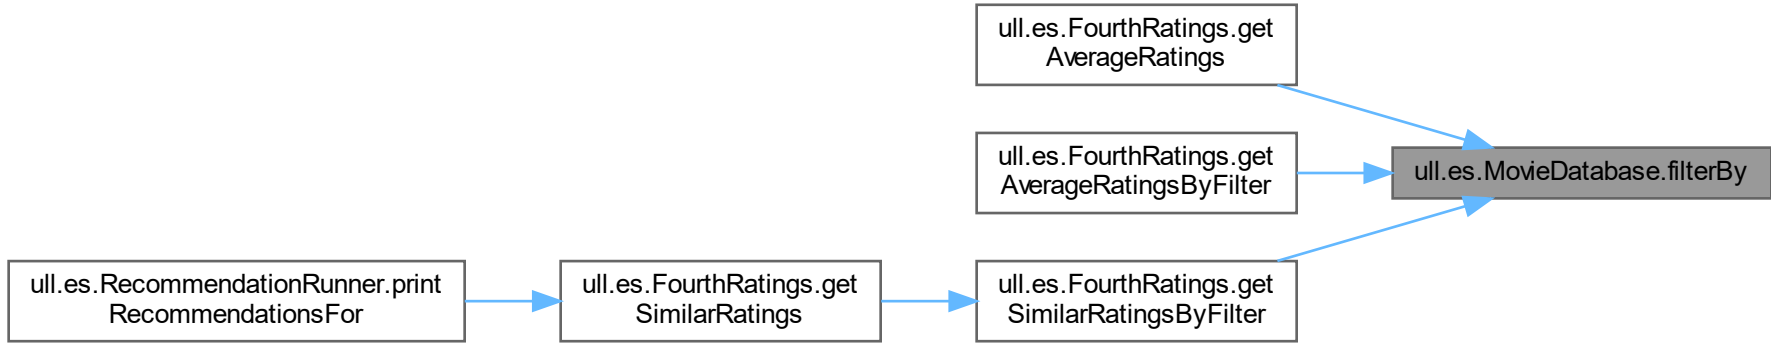 ull.es.FourthRatings.get
AverageRatings
ull.es.FourthRatings.get
AverageRatingsByFilter
ull.es.MovieDatabase.filterBy
ull.es.RecommendationRunner.print
RecommendationsFor
ull.es.FourthRatings.get
SimilarRatings
ull.es.FourthRatings.get
SimilarRatingsByFilter